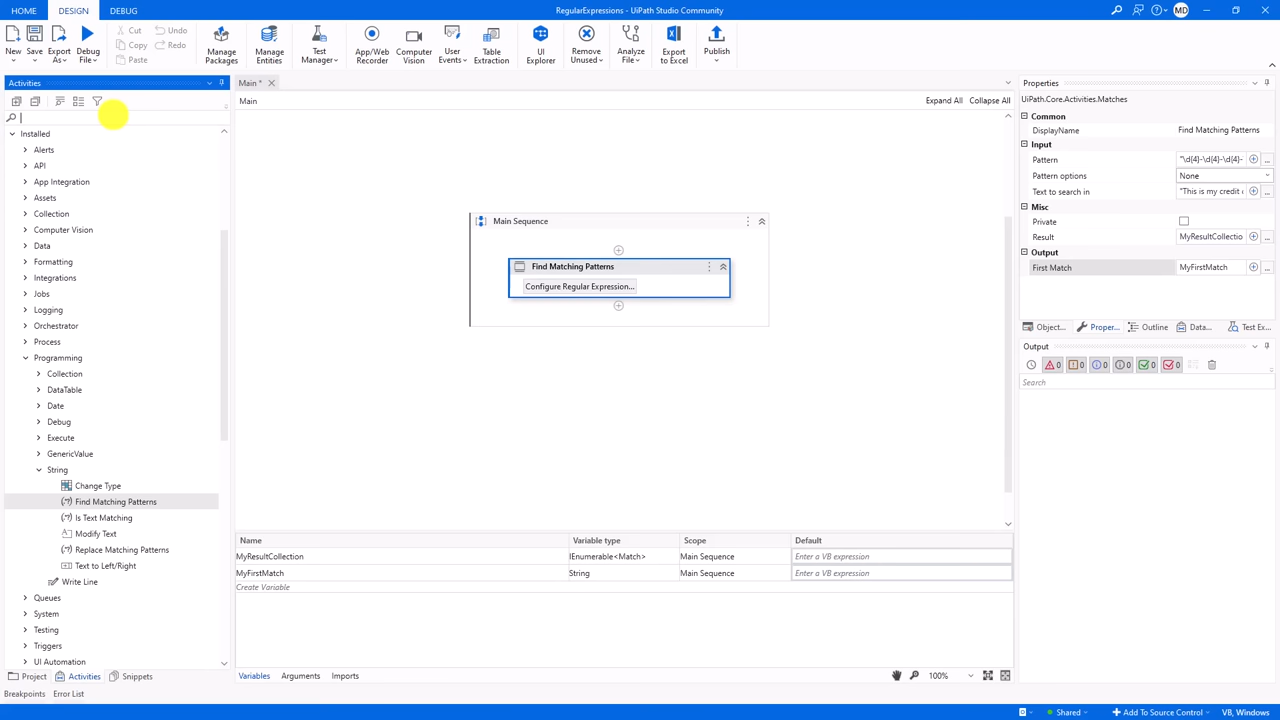 HOME DESIGN DEBUG
RegularExpressions - UiPath Studio Community
MD
New
Save
Export As
Debug File
Cut
Copy
Paste
Undo
Redo
Manage Packages
Manage Entities
Test Manager
App/Web Recorder
Computer Vision
User Events
Table Extraction
UI Explorer
Remove Unused
Analyze File
Export to Excel
Publish
Activities
Installed
Alerts
API
App Integration
Assets
Collection
Computer Vision
Data
Formatting
Integrations
Jobs
Logging
Orchestrator
Process
Programming
Collection
DataTable
Date
Debug
Execute
GenericValue
String
Change Type
Find Matching Patterns
Is Text Matching
Modify Text
Replace Matching Patterns
Text to Left/Right
Write Line
Queues
System
Testing
Triggers
UI Automation
Project Activities Snippets
Breakpoints Error List
Main *
Main
Expand All Collapse All
Main Sequence
Find Matching Patterns
Configure Regular Expression...
Name Variable type Scope Default
MyResultCollection IEnumerable<Match> Main Sequence Enter a VB expression
MyFirstMatch String Main Sequence Enter a VB expression
Create Variable
Variables Arguments Imports
100%
Properties
UiPath.Core.Activities.Matches
Common
DisplayName Find Matching Patterns
Input
Pattern "\d{4}-\d{4}-\d{4}- ...
Pattern options None
Text to search in "This is my credit ...
Misc
Private
Result MyResultCollectio ...
Output
First Match MyFirstMatch ...
Object... Proper... Outline Data... Test Ex...
Output
0 0 0 0 0 0
Search
Shared Add To Source Control VB, Windows